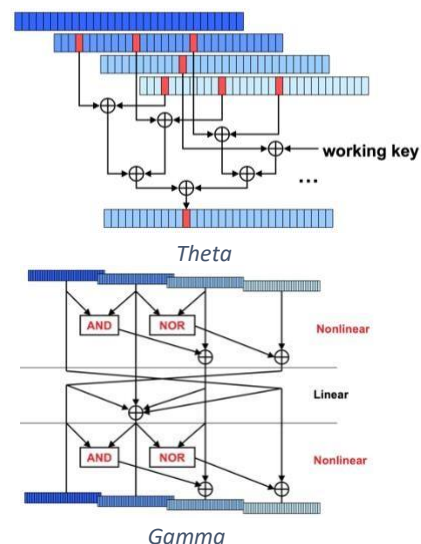 working key
...
Theta
AND NOR Nonlinear
Linear
AND NOR Nonlinear
Gamma